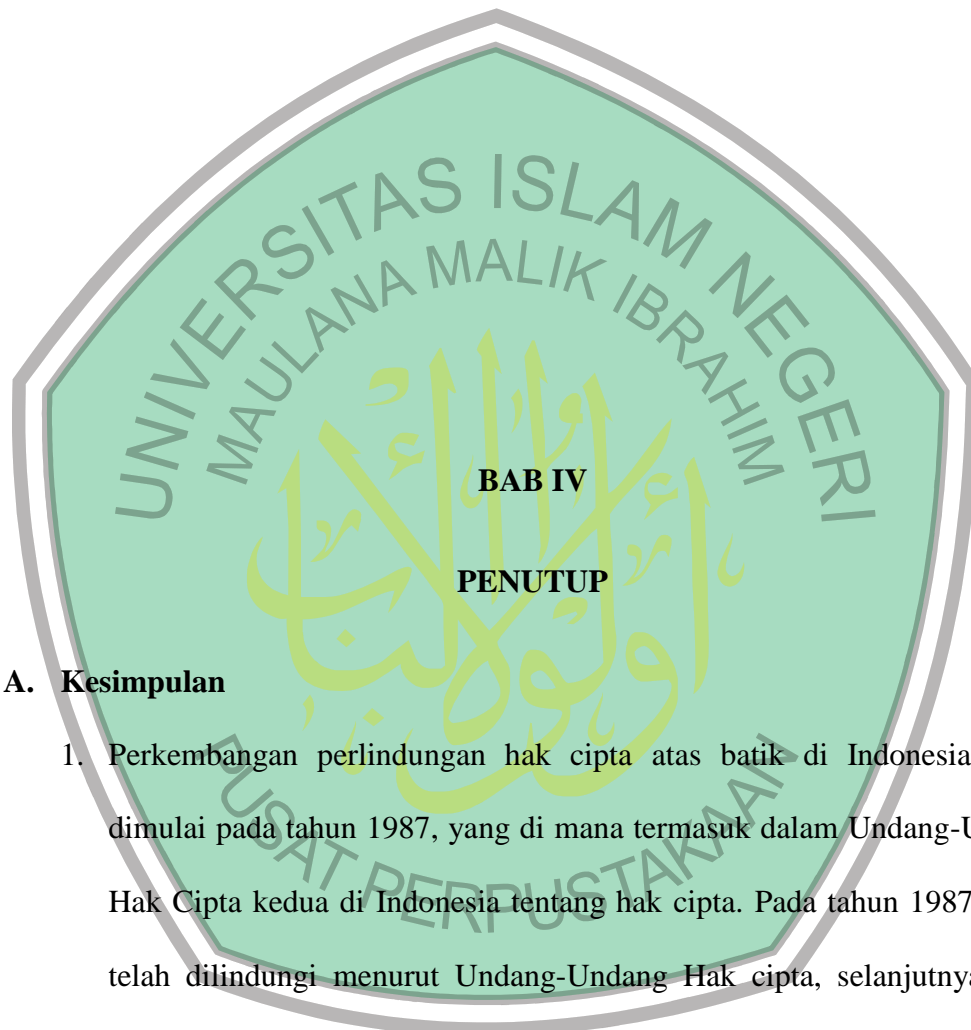 UNIVERSITAS ISLAM NEGERI
MAULANA MALIK IBRAHIM
BAB IV
PENUTUP
A. Kesimpulan
1. Perkembangan perlindungan hak cipta atas batik di Indonesia
dimulai pada tahun 1987, yang di mana termasuk dalam Undang-U
Hak Cipta kedua di Indonesia tentang hak cipta. Pada tahun 1987
telah dilindungi menurut Undang-Undang Hak cipta, selanjutnya
PUSAT PERPUSTAKAAN